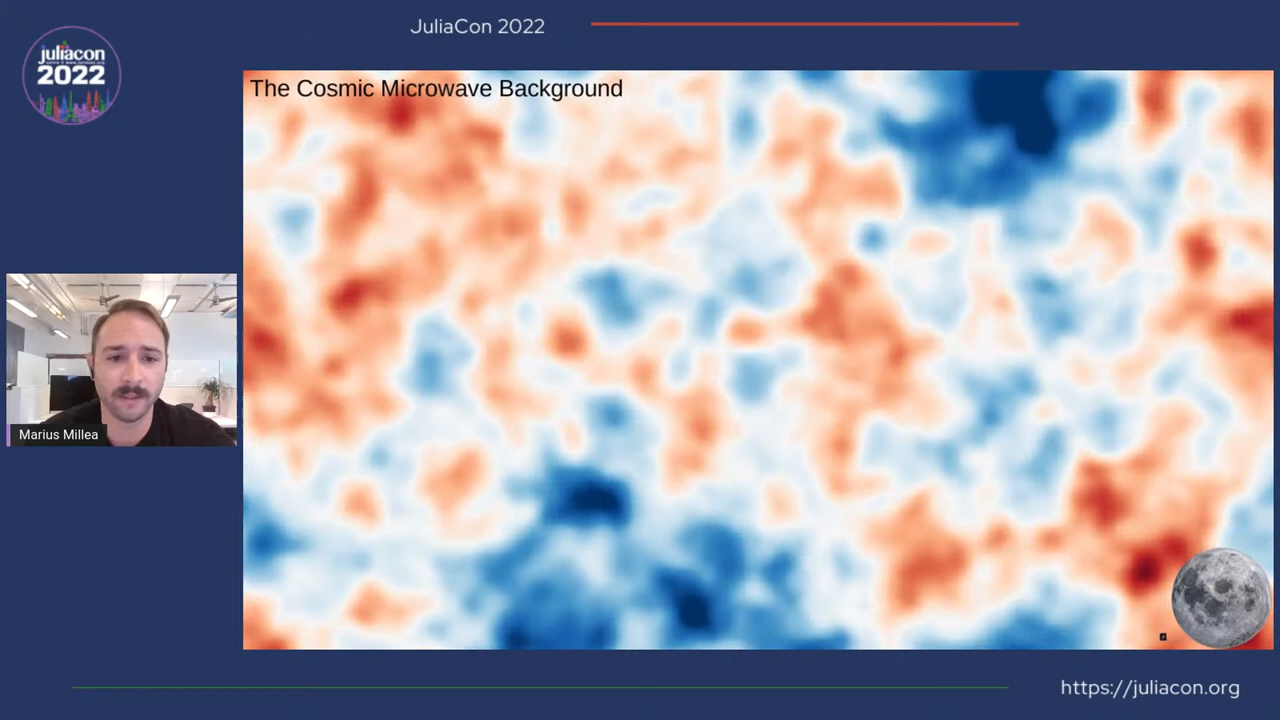 JuliaCon 2022
juliacon
2022
The Cosmic Microwave Background
Marius Millea
https://juliacon.org